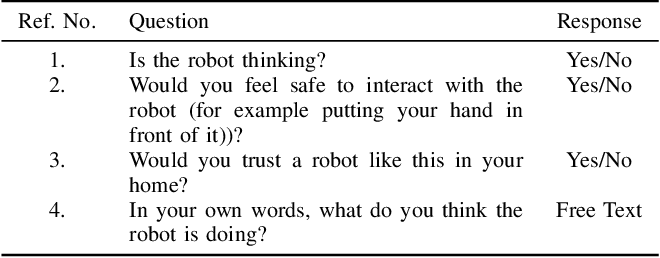 Ref. No. Question Response
1. Is the robot thinking? Yes/No
2. Would you feel safe to interact with the Yes/No
robot (for example putting your hand in
front of it))?
3. Would you trust a robot like this in your Yes/No
home?
4. In your own words, what do you think the Free Text
robot is doing?